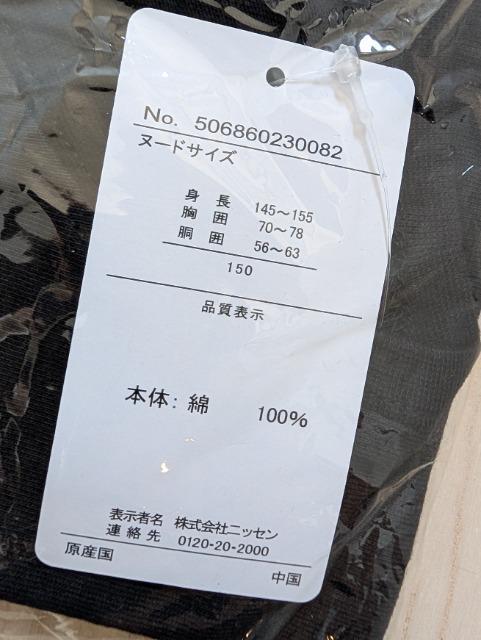 No. 506860230082
ヌードサイズ
身長 145〜155
胸囲 70〜78
胴囲 56〜63
150
品質表示
本体: 綿 100%
表示者名 株式会社ニッセン
連絡先 0120-20-2000
原産国 中国